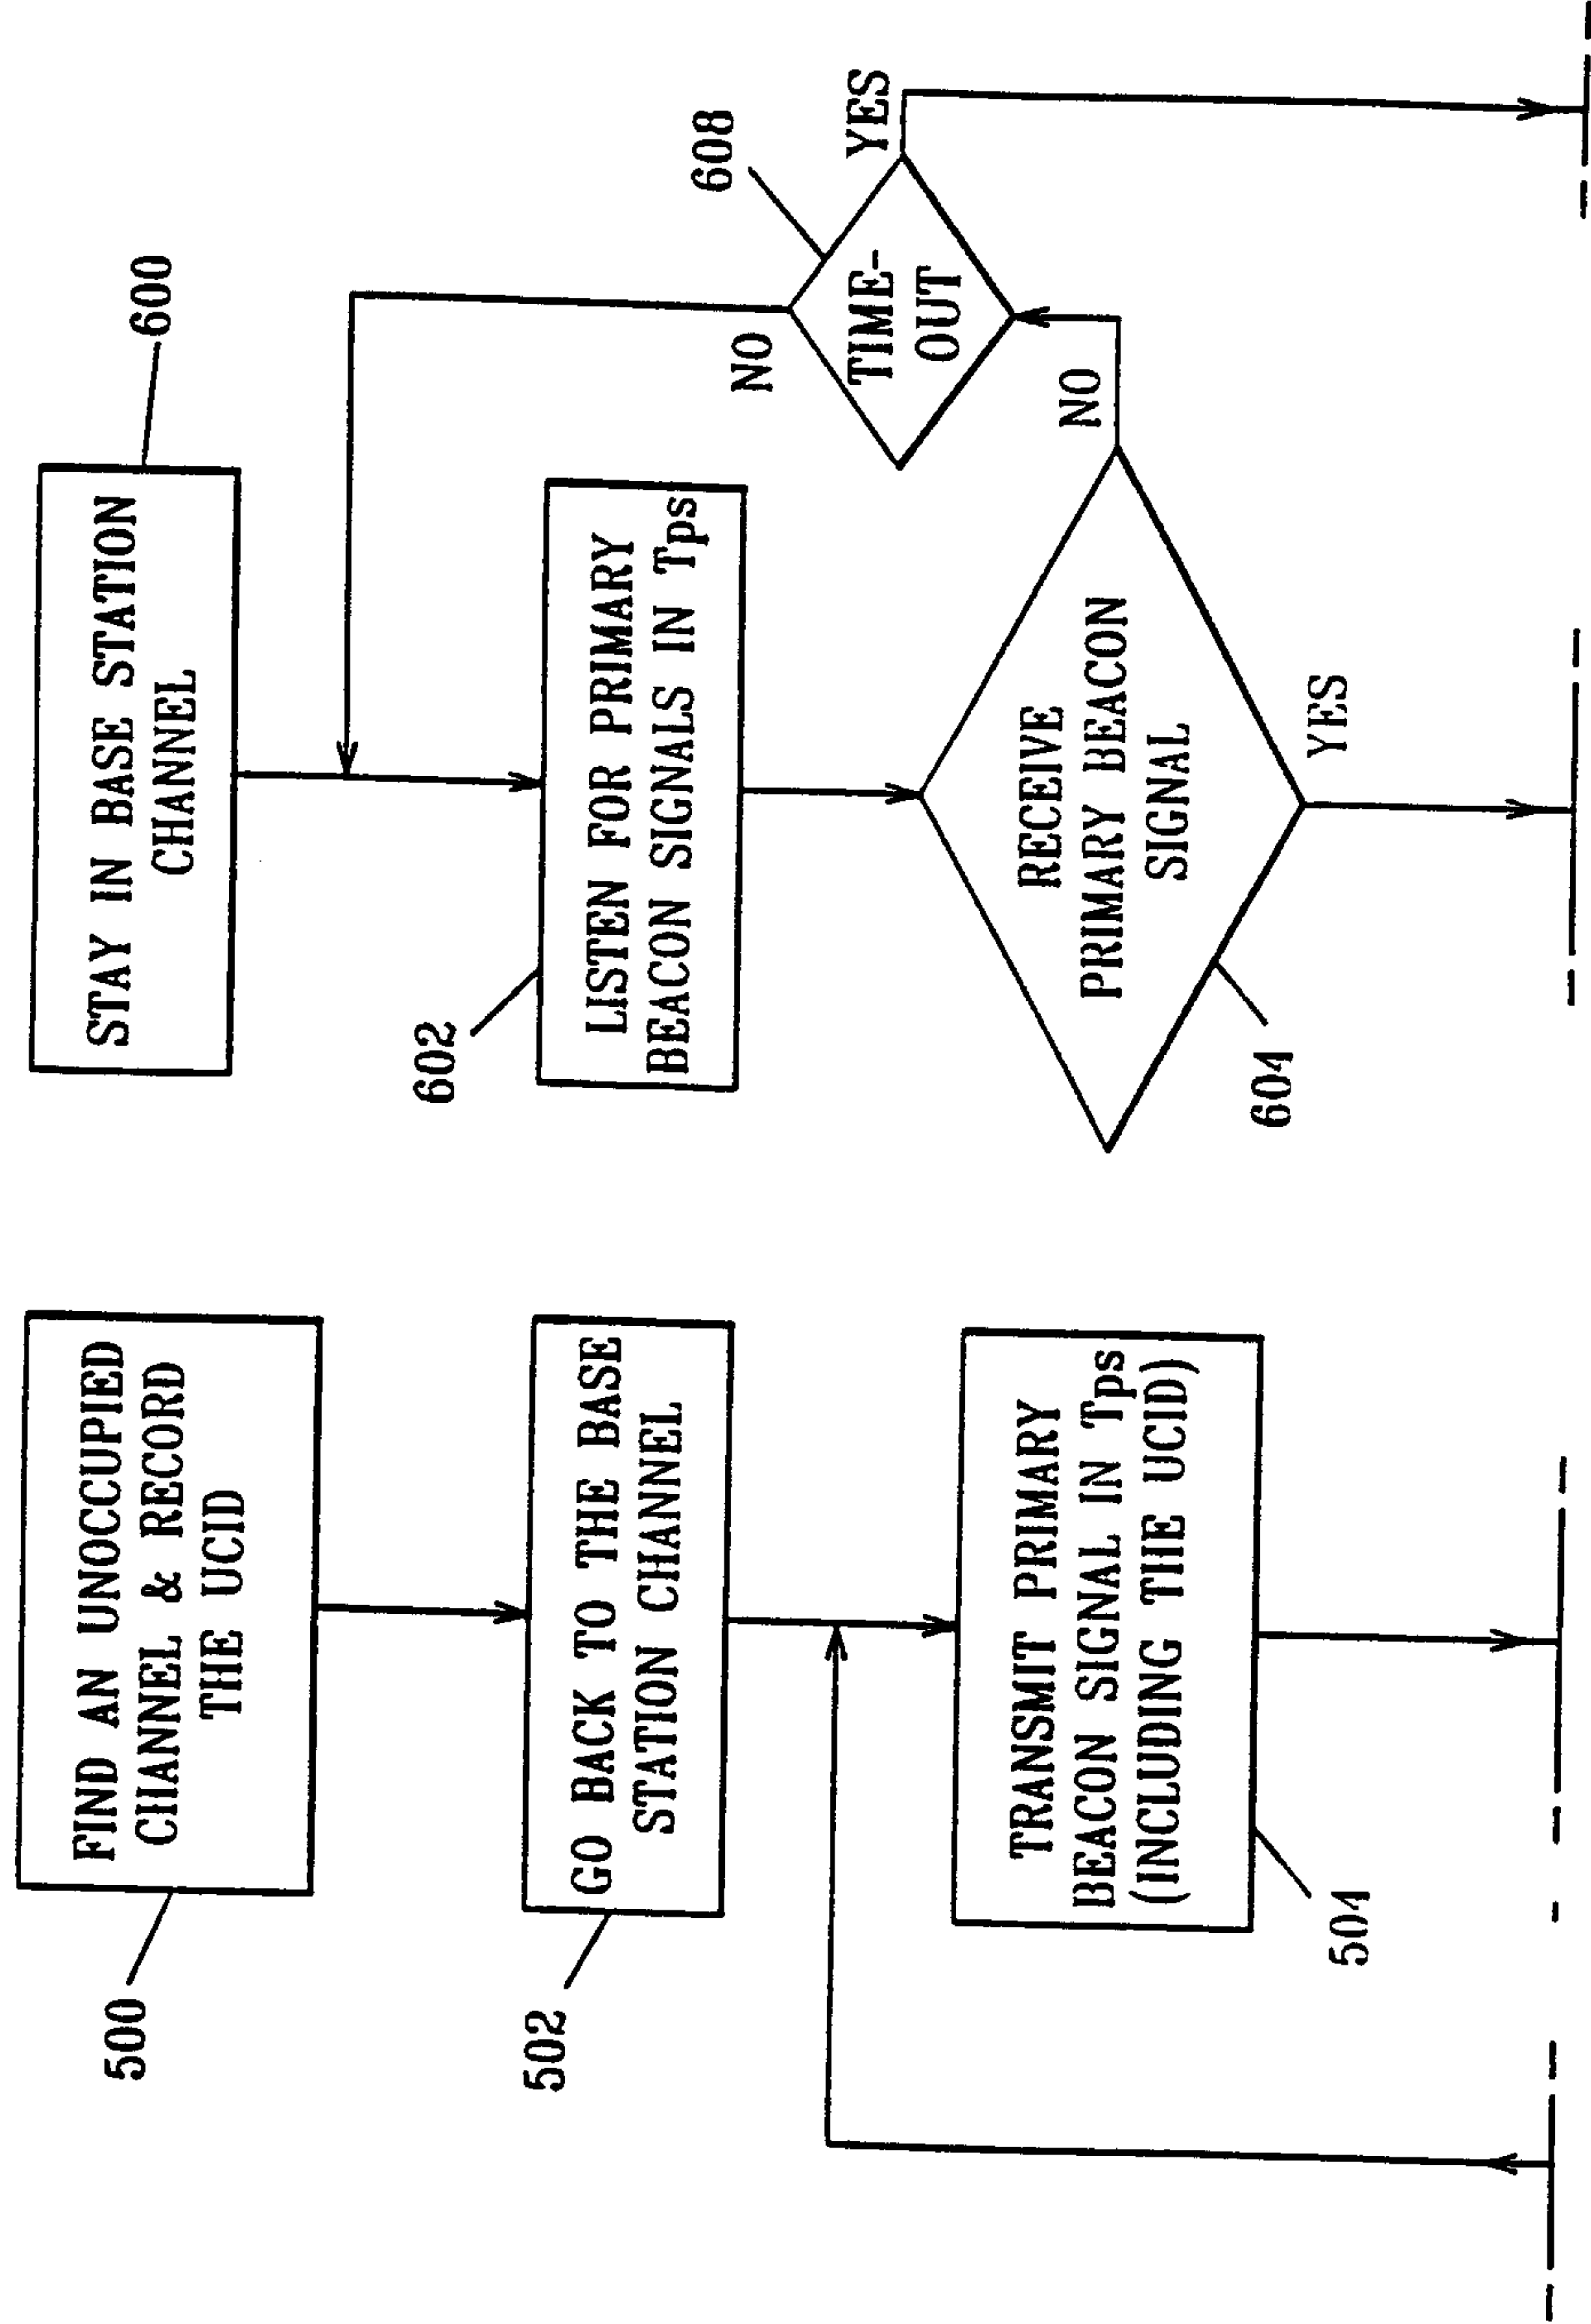 500
FIND AN UNOCCUPIED
CHANNEL & RECORD
THE UCID
502
GO BACK TO THE BASE
STATION CHANNEL
TRANSMIT PRIMARY
BEACON SIGNAL IN Tps
(INCLUDING THE UCID)
504
STAY IN BASE STATION
CHANNEL
600
602
LISTEN FOR PRIMARY
BEACON SIGNALS IN Tps
RECEIVE
PRIMARY BEACON
SIGNAL
604
YES
NO
TIME-
OUT
608
NO
YES